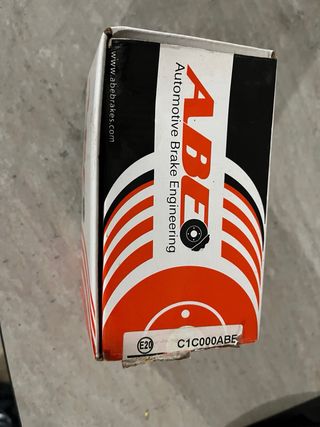 ABE
Automotive Brake Engineering
www.abebrakes.com
E20
C1C000ABE